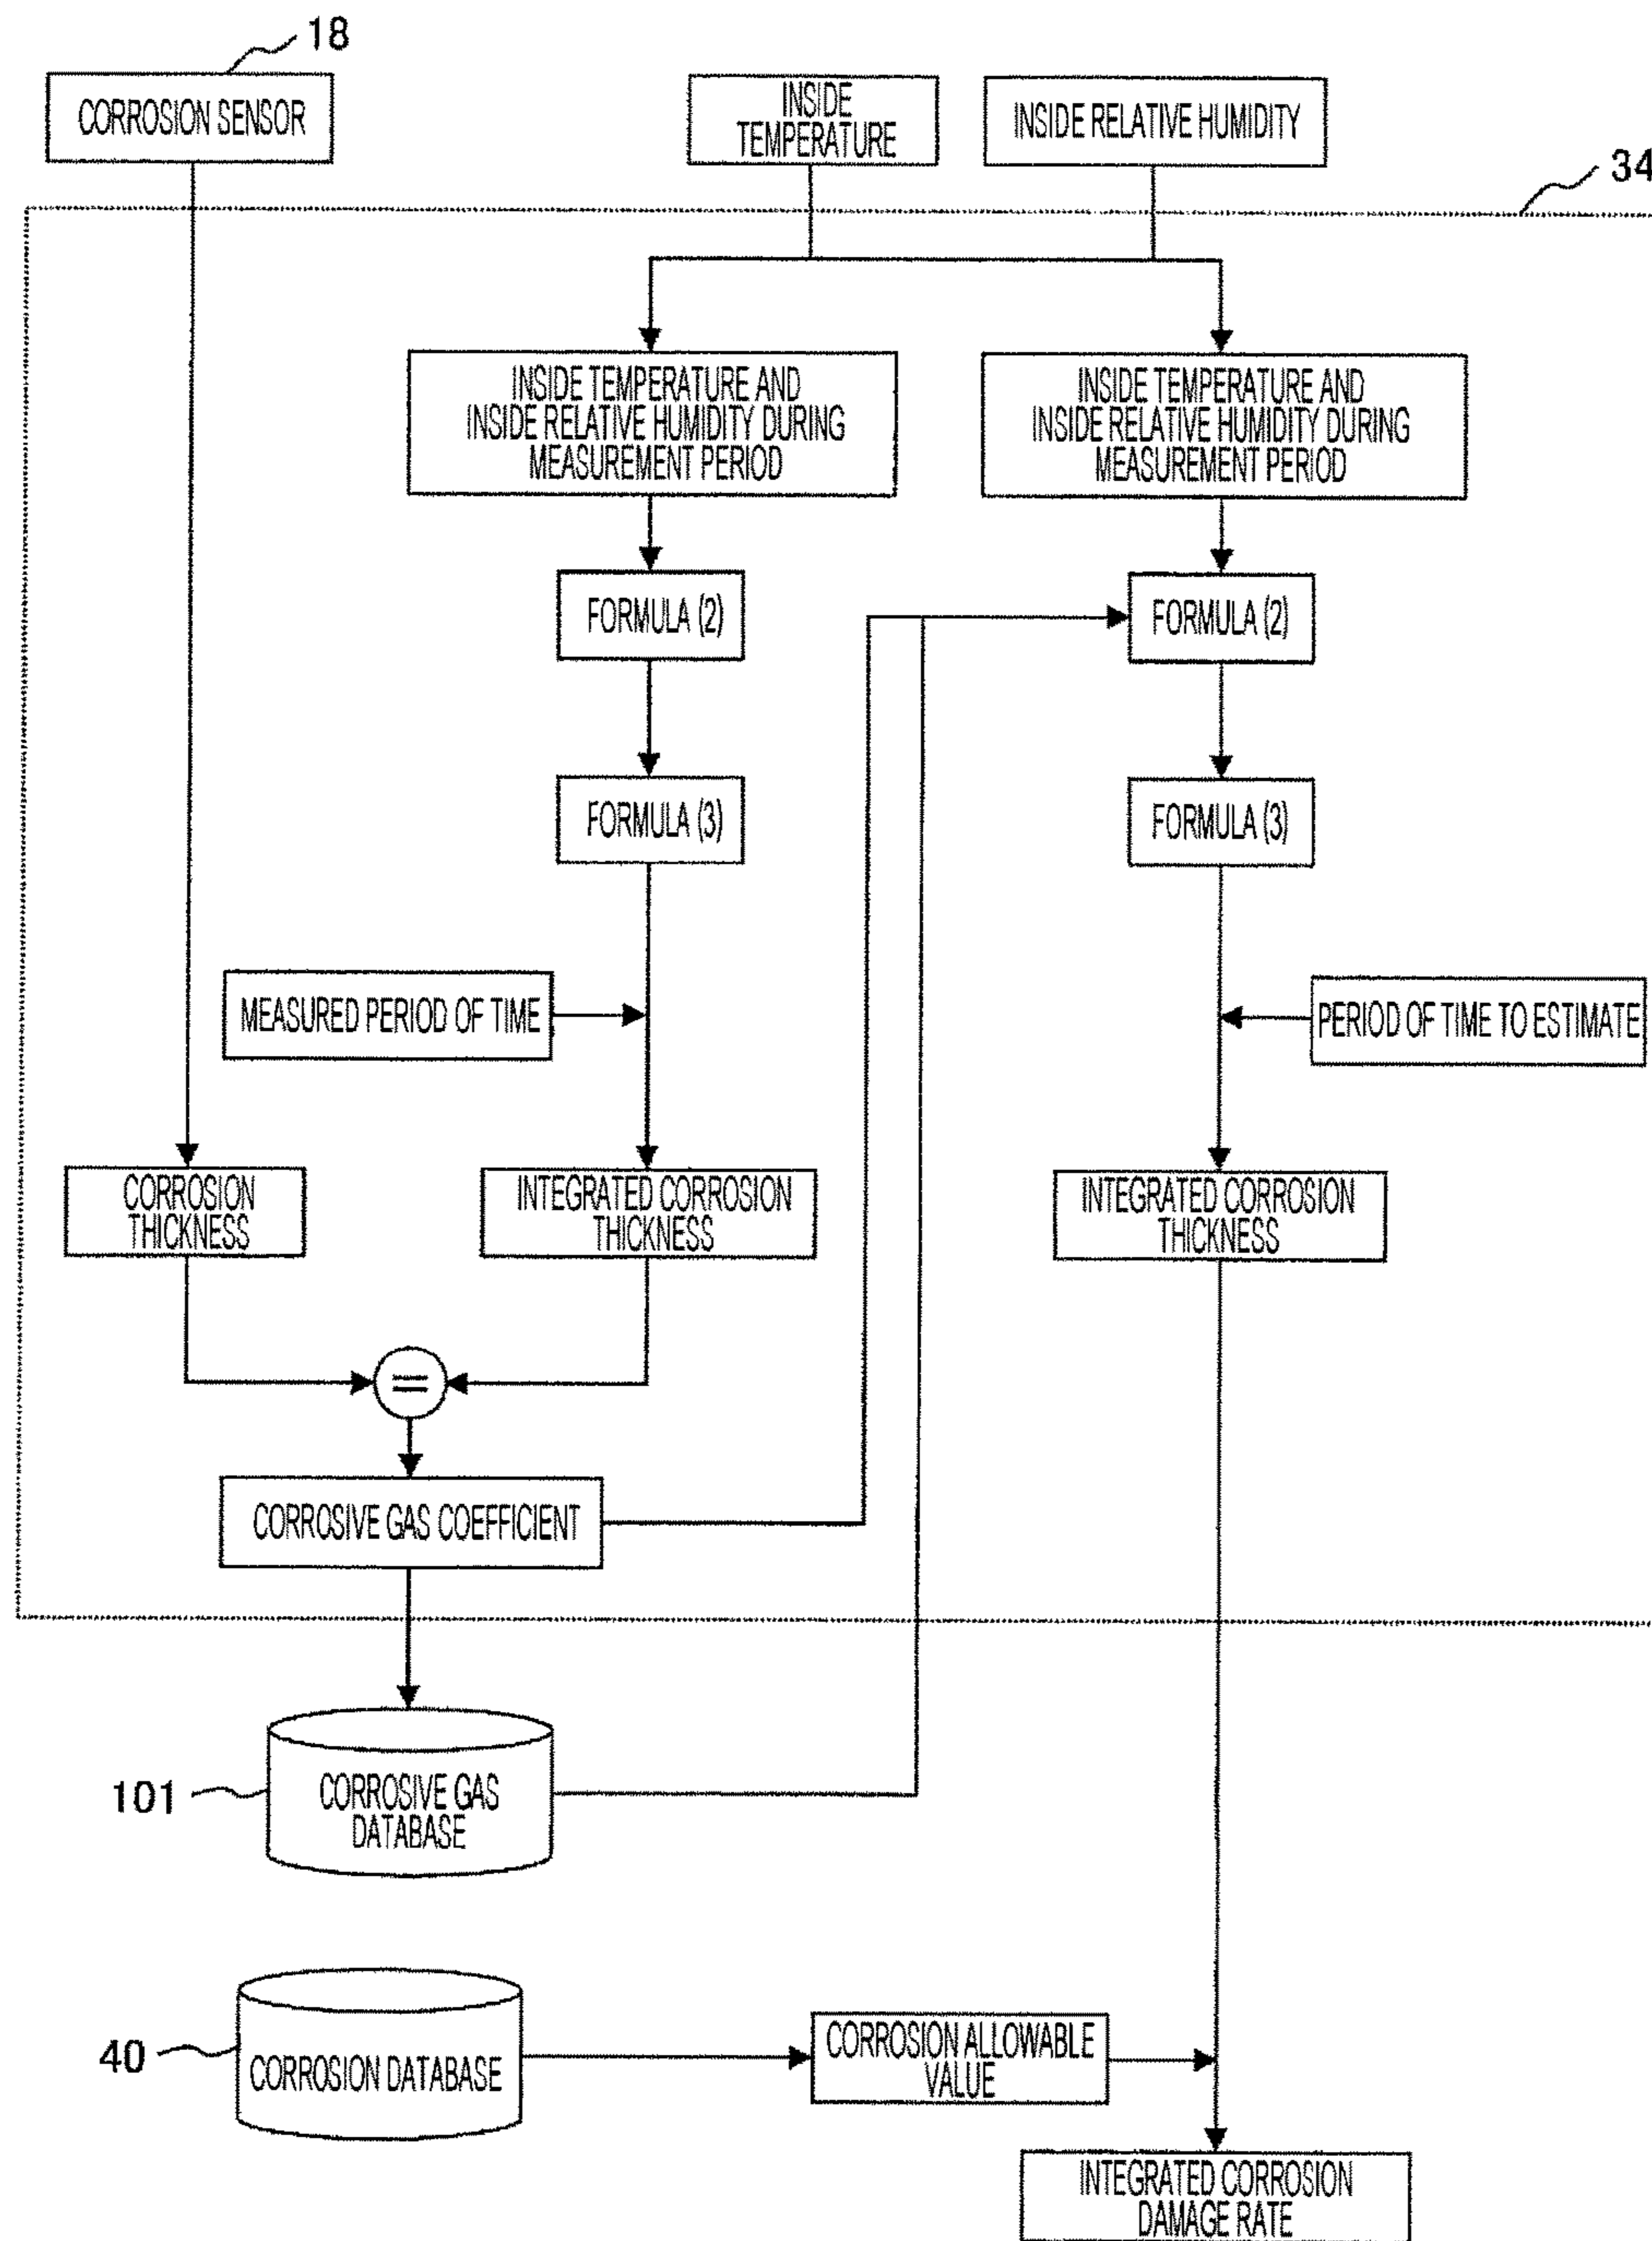 18
CORROSION SENSOR
INSIDE
TEMPERATURE
INSIDE RELATIVE HUMIDITY
34
INSIDE TEMPERATURE AND
INSIDE RELATIVE HUMIDITY DURING
MEASUREMENT PERIOD
INSIDE TEMPERATURE AND
INSIDE RELATIVE HUMIDITY DURING
MEASUREMENT PERIOD
FORMULA (2)
FORMULA (2)
FORMULA (3)
FORMULA (3)
MEASURED PERIOD OF TIME
PERIOD OF TIME TO ESTIMATE
CORROSION
THICKNESS
INTEGRATED CORROSION
THICKNESS
INTEGRATED CORROSION
THICKNESS
=
CORROSIVE GAS COEFFICIENT
101
CORROSIVE GAS
DATABASE
40
CORROSION DATABASE
CORROSION ALLOWABLE
VALUE
INTEGRATED CORROSION
DAMAGE RATE